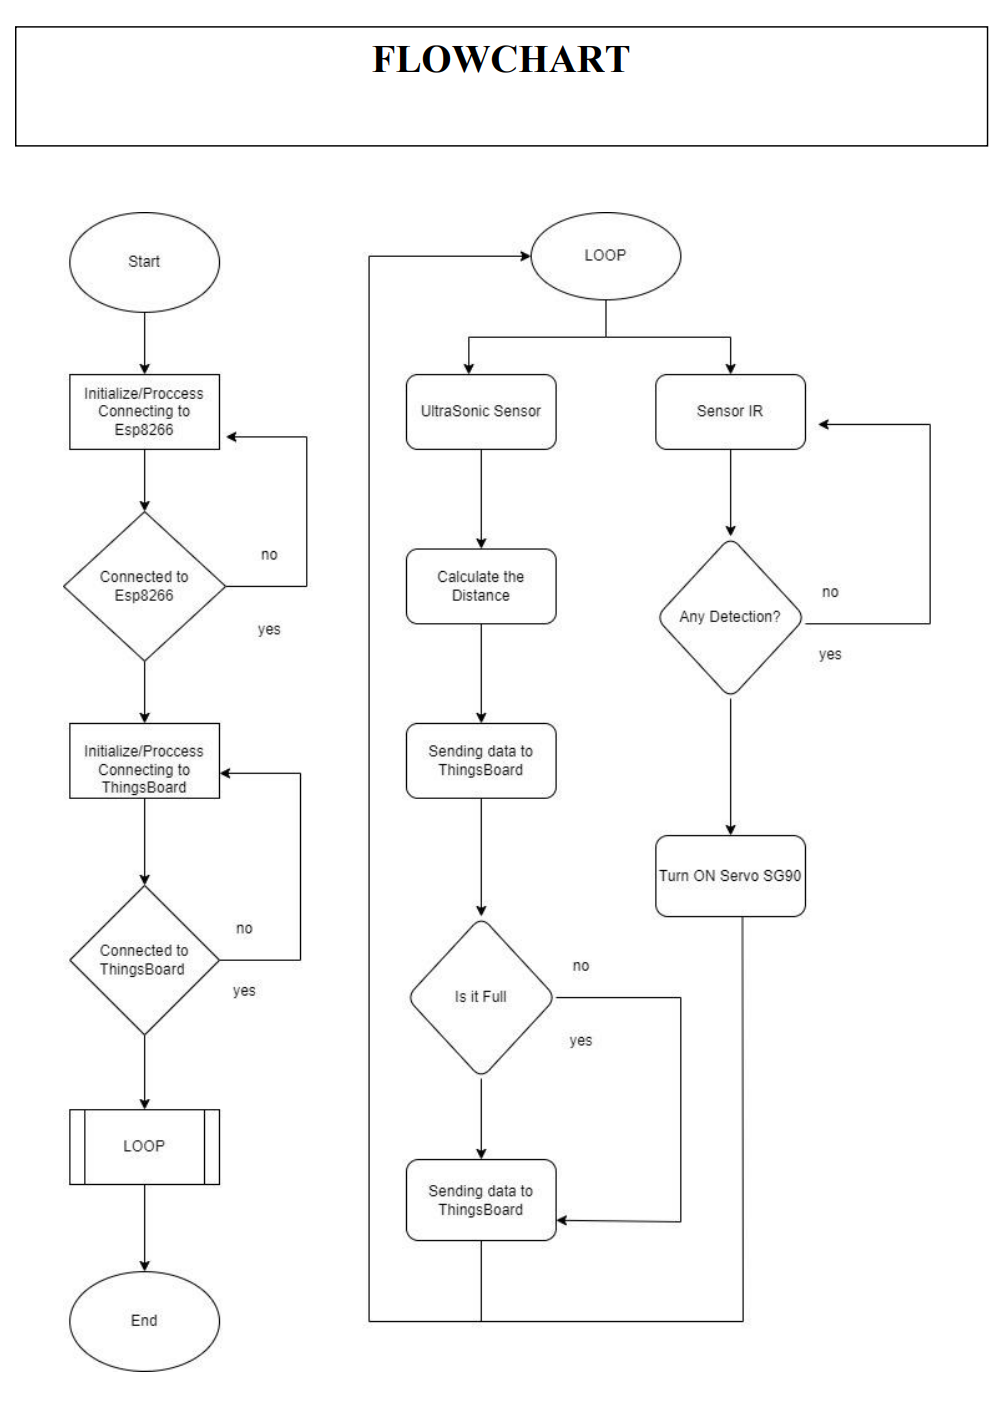 FLOWCHART
Start
Initialize/Proccess
Connecting to
Esp8266
no
Connected to
Esp8266
yes
Initialize/Proccess
Connecting to
ThingsBoard
no
Connected to
ThingsBoard
yes
LOOP
End
LOOP
UltraSonic Sensor
Calculate the
Distance
Sending data to
ThingsBoard
no
Is it Full
yes
Sending data to
ThingsBoard
Sensor IR
no
Any Detection?
yes
Turn ON Servo SG90